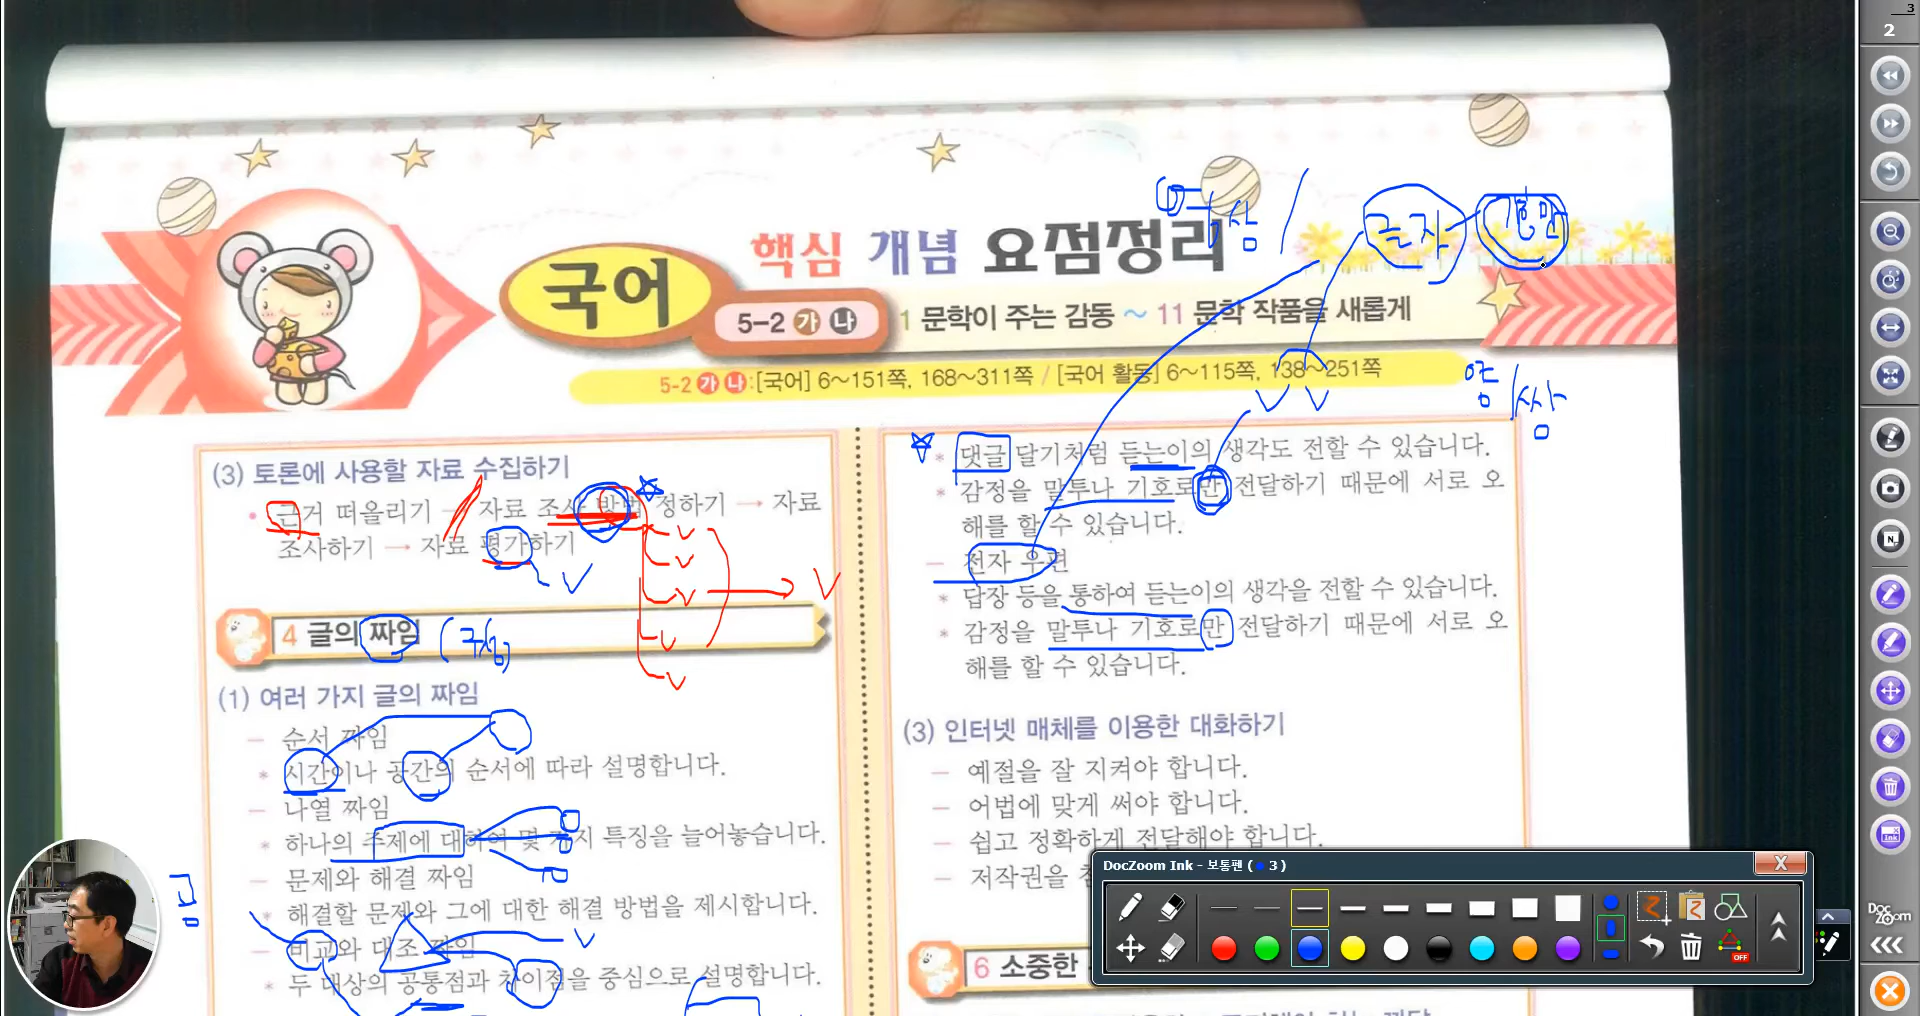 3
2
핵심 개념 요점정리
국어
5-2 가 나
1 문학이 주는 감동 ~ 11 문학 작품을 새롭게
5-2 가 나 : [국어] 6~151쪽, 168~311쪽 / [국어 활동] 6~115쪽, 138~251쪽
글자
(3) 토론에 사용할 자료 수집하기
• 근거 떠올리기 → 자료 조사 방법 정하기 → 자료
조사하기 → 자료 평가하기
4 글의 짜임
(1) 여러 가지 글의 짜임
– 순서 짜임
* 시간이나 공간의 순서에 따라 설명합니다.
– 나열 짜임
* 하나의 주제에 대하여 몇 가지 특징을 늘어놓습니다.
– 문제와 해결 짜임
* 해결할 문제와 그에 대한 해결 방법을 제시합니다.
– 비교와 대조 짜임
* 두 대상의 공통점과 차이점을 중심으로 설명합니다.
* 댓글 달기처럼 듣는이의 생각도 전할 수 있습니다.
* 감정을 말투나 기호로만 전달하기 때문에 서로 오
해를 할 수 있습니다.
– 전자 우편
* 답장 등을 통하여 듣는이의 생각을 전할 수 있습니다.
* 감정을 말투나 기호로만 전달하기 때문에 서로 오
해를 할 수 있습니다.
(3) 인터넷 매체를 이용한 대화하기
– 예절을 잘 지켜야 합니다.
– 어법에 맞게 써야 합니다.
– 쉽고 정확하게 전달해야 합니다.
– 저작권을
6 소중한
DocZoom Ink - 보통펜 ( 3 )
X
OFF
Doc
Zoom
N
Ink